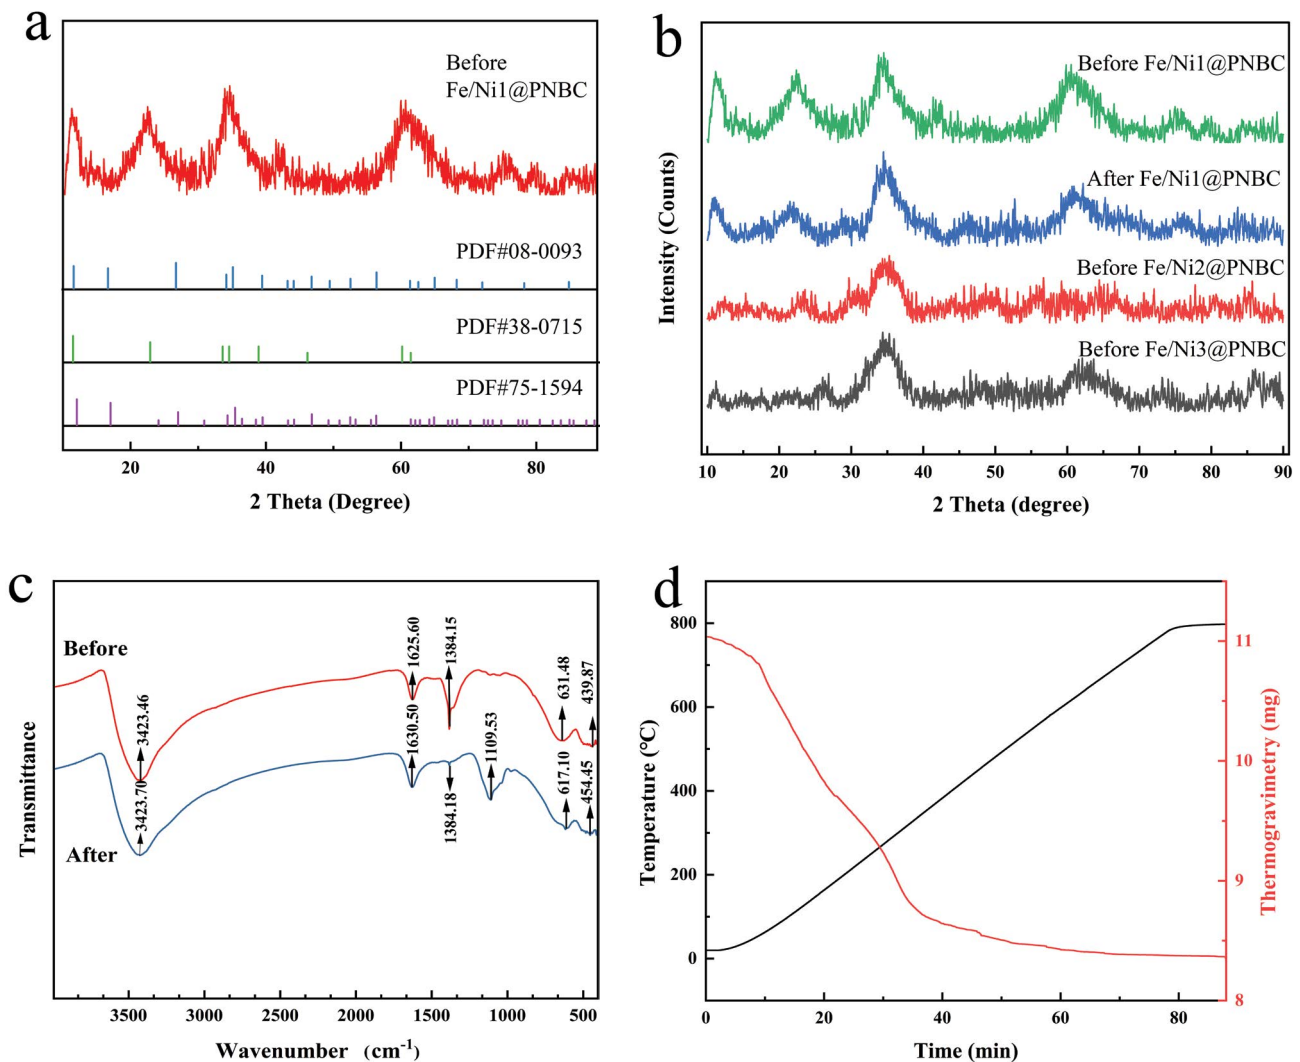 a
Before
Fe/Ni1@PNBC
PDF#08-0093
PDF#38-0715
PDF#75-1594
20 40 60 80
2 Theta (Degree)
b
Intensity (Counts)
Before Fe/Ni1@PNBC
After Fe/Ni1@PNBC
Before Fe/Ni2@PNBC
Before Fe/Ni3@PNBC
10 20 30 40 50 60 70 80 90
2 Theta (degree)
c
Transmittance
Before
After
3423.46
1625.60
1384.15
631.48
439.87
3423.70
1630.50
1384.18
1109.53
617.10
454.45
3500 3000 2500 2000 1500 1000 500
Wavenumber (cm-1)
d
Temperature (°C)
800
600
400
200
0
Thermogravimetry (mg)
11
10
9
8
0 20 40 60 80
Time (min)